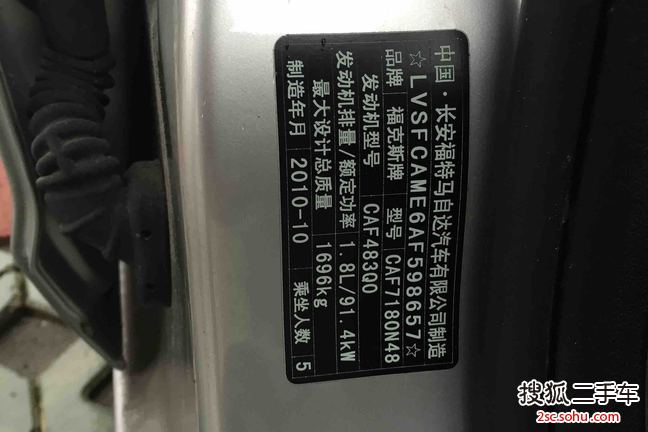 中国·长安福特马自达汽车有限公司制造
☆LVSFCAME6AF598657☆
品牌 福克斯牌 型号 CAF7180N48
发动机型号 CAF483Q0
发动机排量/额定功率 1.8L/91.4kW
最大设计总质量 1696kg
制造年月 2010-10 乘坐人数 5
搜狐二手车
2sc.sohu.com